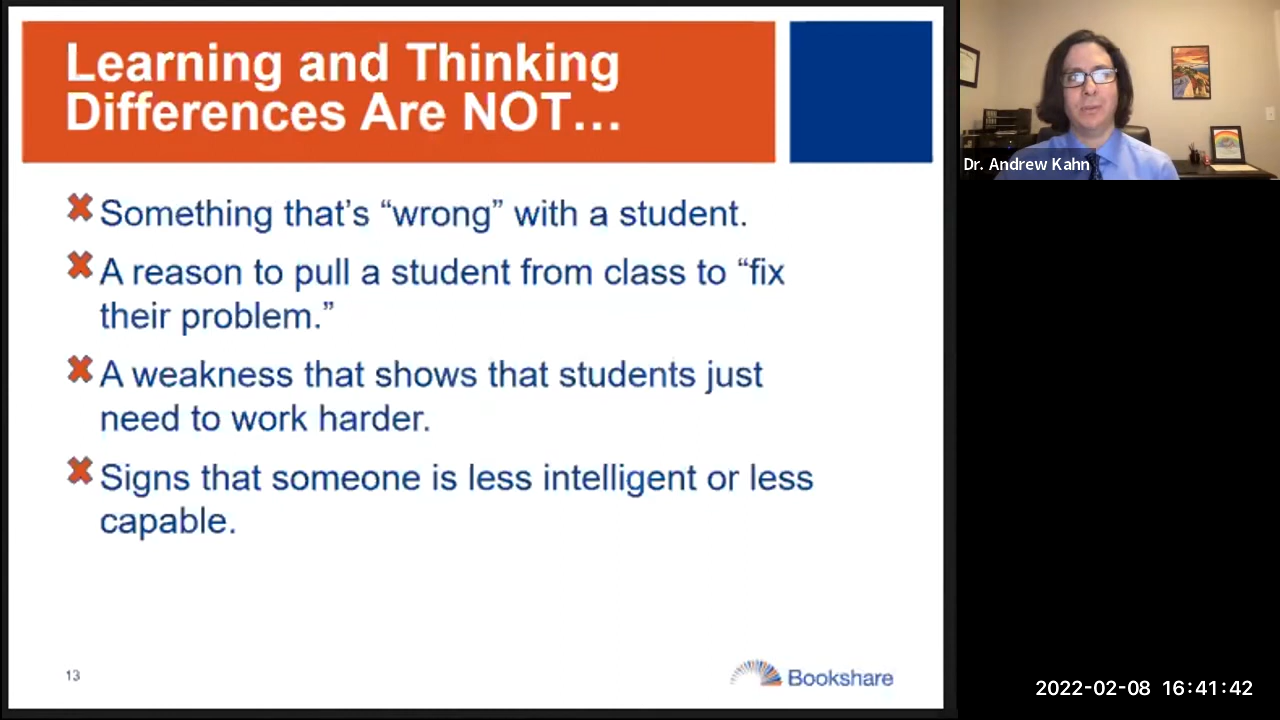 Learning and Thinking
Differences Are NOT…
Something that’s “wrong” with a student.
A reason to pull a student from class to “fix
their problem.”
A weakness that shows that students just
need to work harder.
Signs that someone is less intelligent or less
capable.
13
Bookshare
Dr. Andrew Kahn
2022-02-08 16:41:42